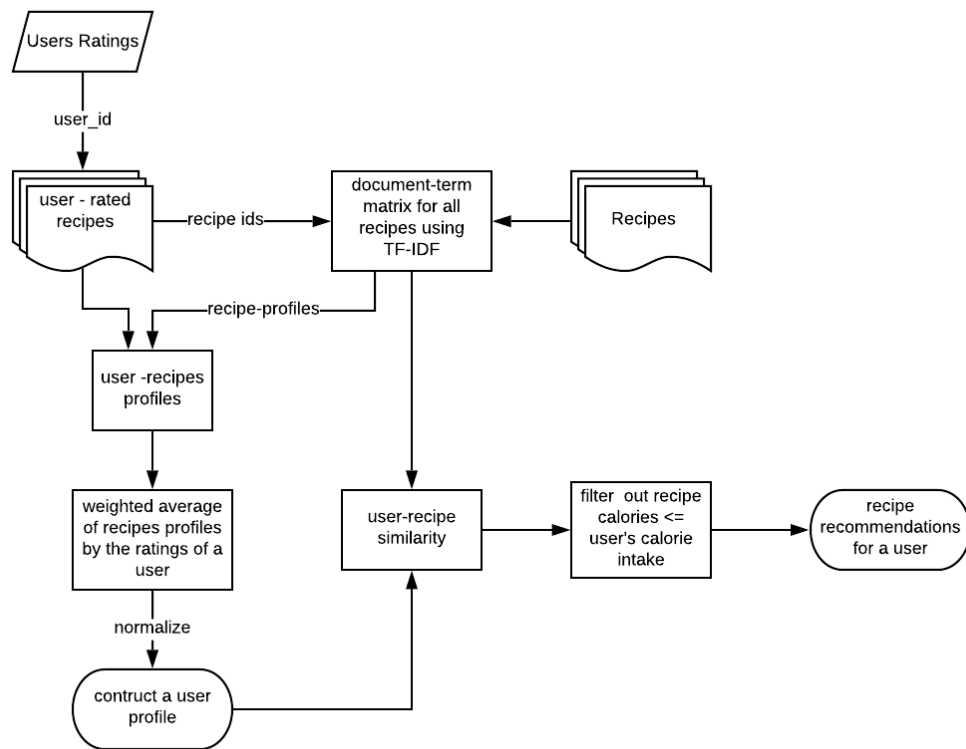 Users Ratings
user_id
user - rated
recipes
recipe ids
document-term
matrix for all
recipes using
TF-IDF
Recipes
recipe-profiles
user -recipes
profiles
weighted average
of recipes profiles
by the ratings of a
user
user-recipe
similarity
filter out recipe
calories <=
user's calorie
intake
recipe
recommendations
for a user
normalize
contruct a user
profile